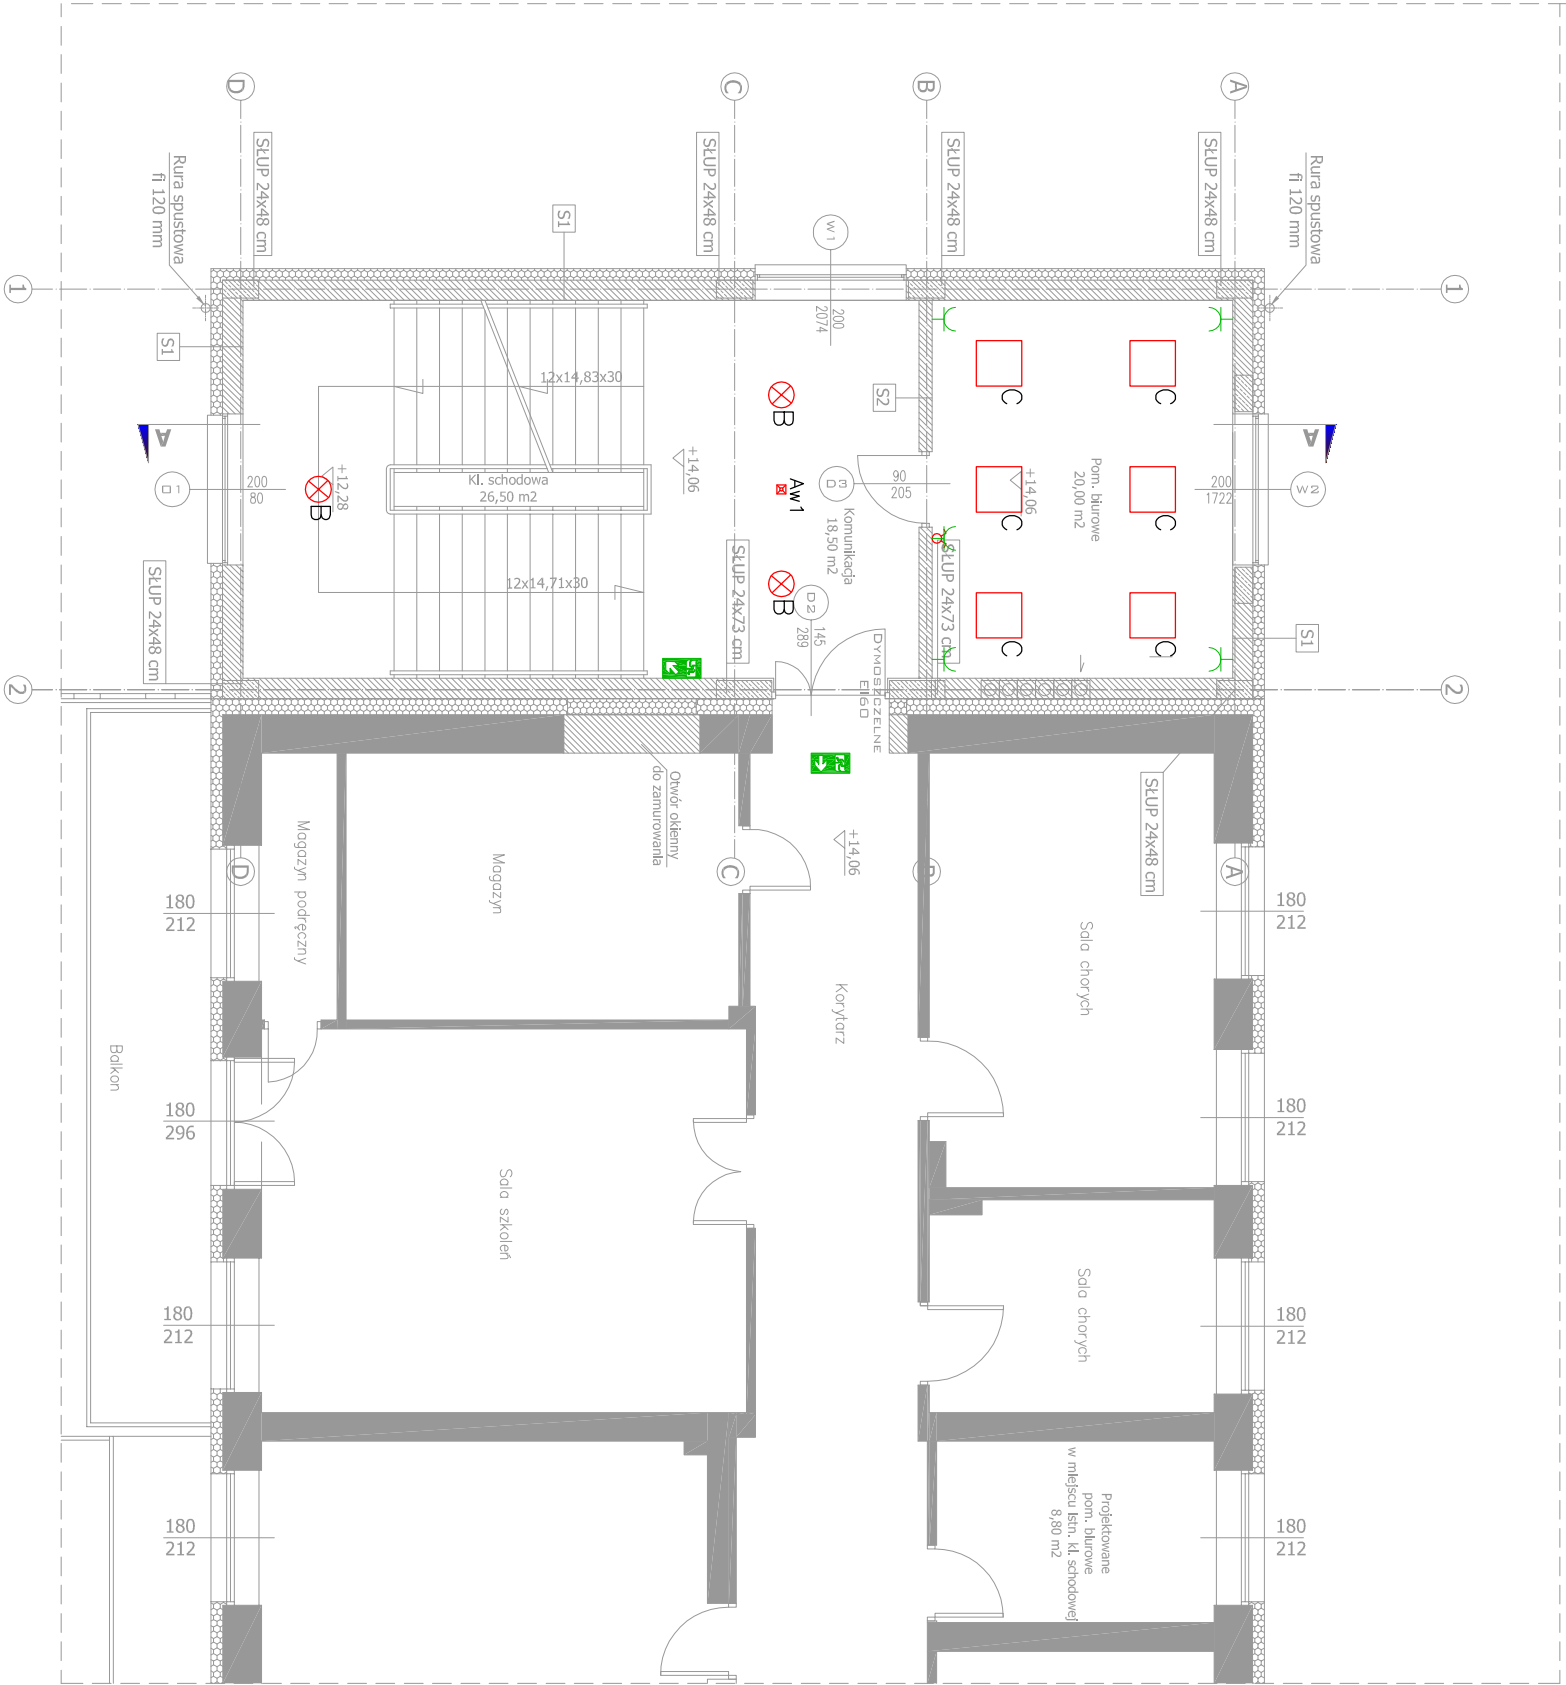 D
C
B
A
SŁUP 24x48 cm
SŁUP 24x48 cm
SŁUP 24x48 cm
SŁUP 24x48 cm
Rura spustowa
fi 120 mm
Rura spustowa
fi 120 mm
S1
W1
200
2074
1
1
S1
12x14,83x30
S2
B
C
C
A
A
+14,06
+12,28
Kl. schodowa
26,50 m2
Aw1
D3
90
205
Pom. biurowe
20,00 m2
+14,06
200
1722
W2
D1
200
80
B
C
C
Komunikacja
18,50 m2
SŁUP 24x48 cm
12x14,71x30
SŁUP 24x73 cm
B
D2
145
289
SŁUP 24x73 cm
C
C
S1
DYMOSZCZELNE
EI60
2
2
Otwór okienny
do zamurowania
SŁUP 24x48 cm
+14,06
D
C
B
A
Magazyn podręczny
Magazyn
180
212
180
212
Sala chorych
Korytarz
Balkon
180
296
180
212
Sala szkoleń
Sala chorych
180
212
180
212
Projektowane
pom. biurowe
w miejscu istn. kl. schodowej
8,80 m2
180
212
180
212